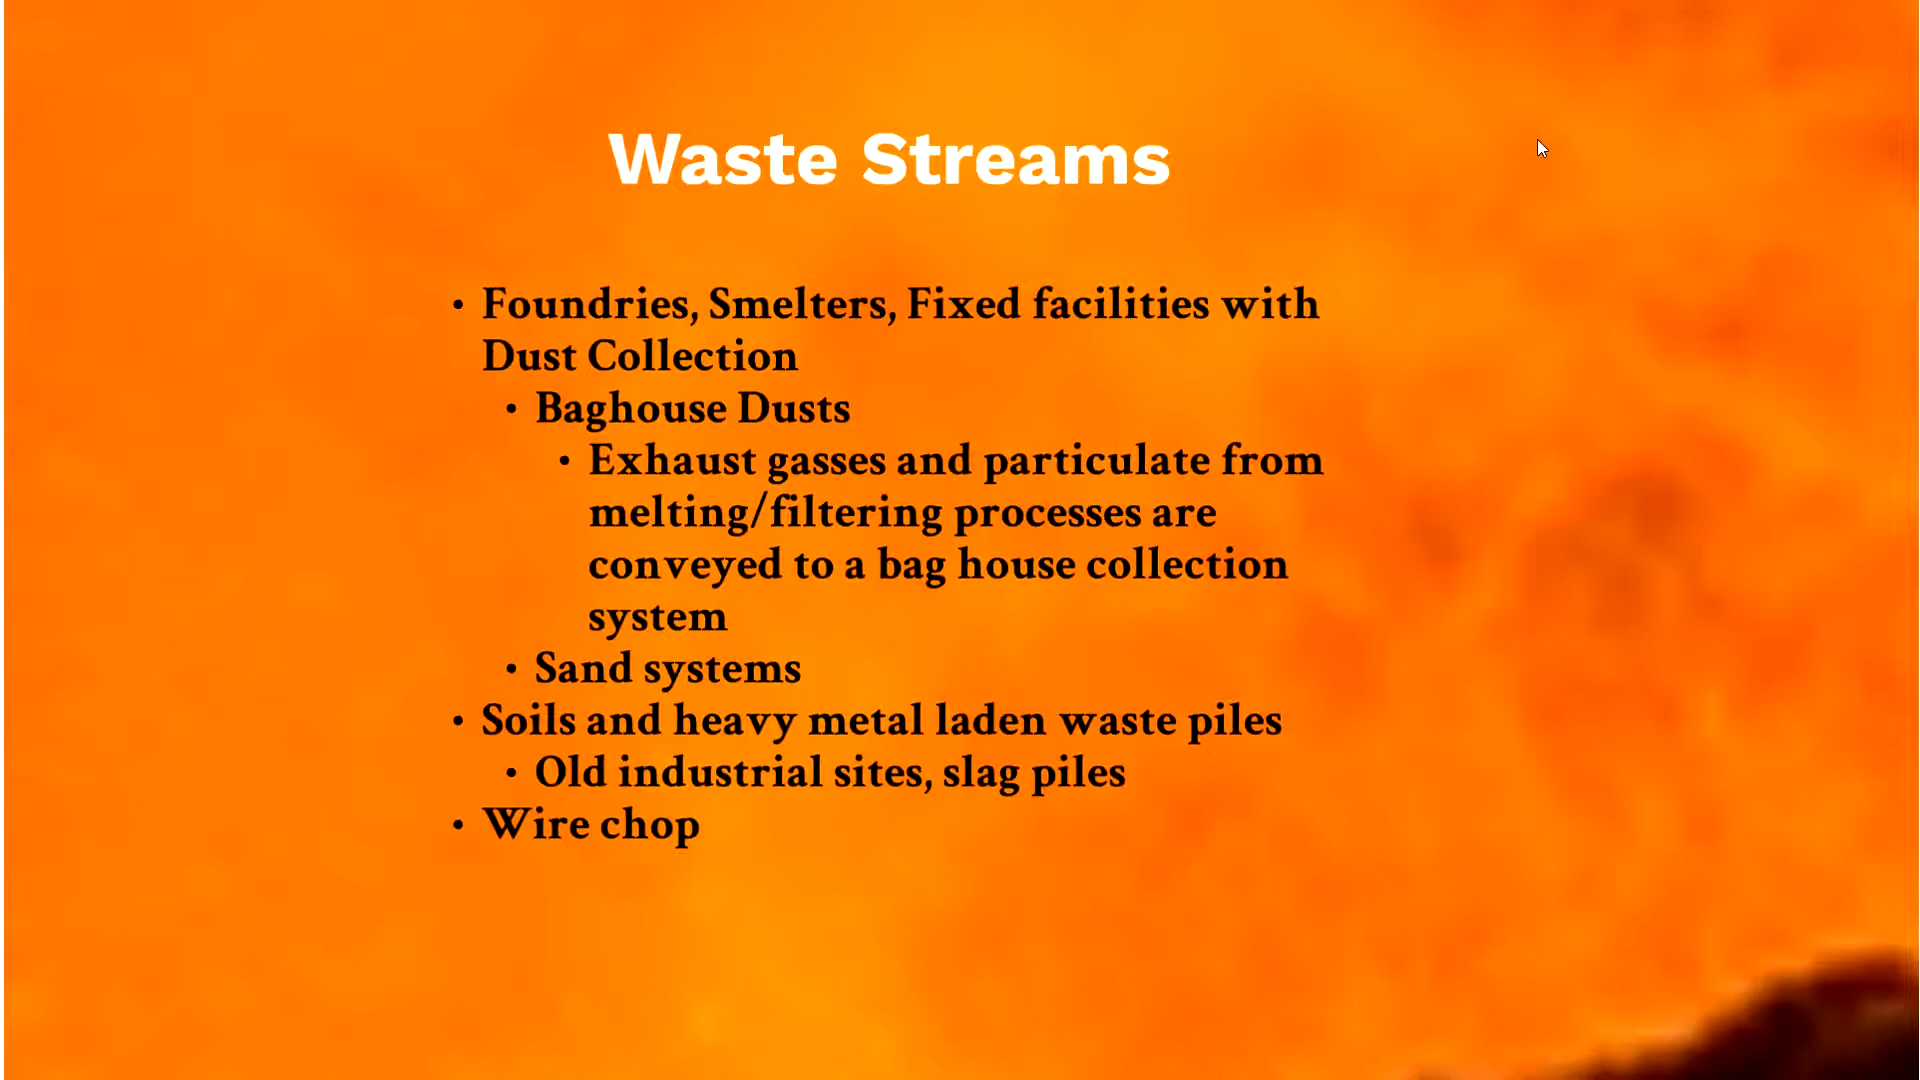 Waste Streams
• Foundries, Smelters, Fixed facilities with
Dust Collection
• Baghouse Dusts
• Exhaust gasses and particulate from
melting/filtering processes are
conveyed to a bag house collection
system
• Sand systems
• Soils and heavy metal laden waste piles
• Old industrial sites, slag piles
• Wire chop